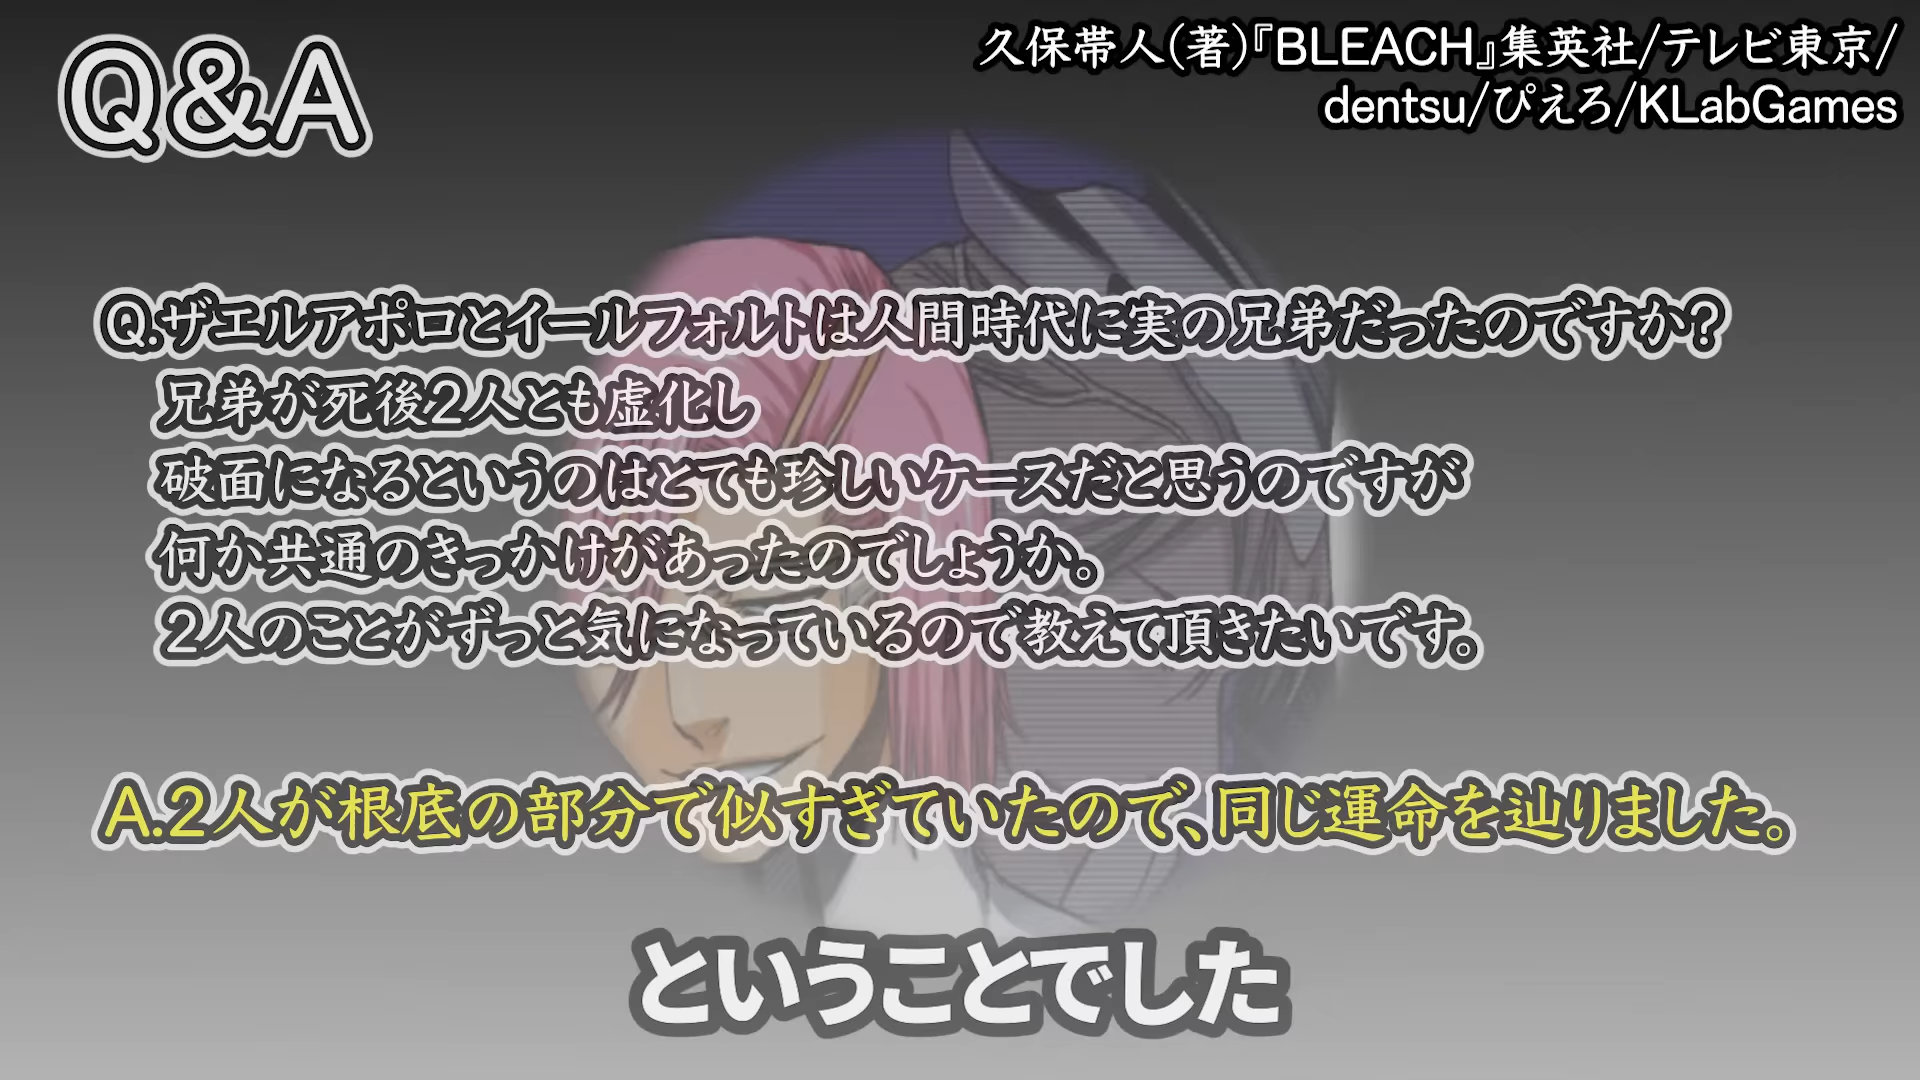 Q&A
久保帯人(著)『BLEACH』集英社/テレビ東京/
dentsu/ぴえろ/KLabGames
Q.ザエルアポロとイールフォルトは人間時代に実の兄弟だったのですか?
兄弟が死後2人とも虚化し
破面になるというのはとても珍しいケースだと思うのですが
何か共通のきっかけがあったのでしょうか。
2人のことがずっと気になっているので教えて頂きたいです。
A.2人が根底の部分で似すぎていたので、同じ運命を辿りました。
ということでした